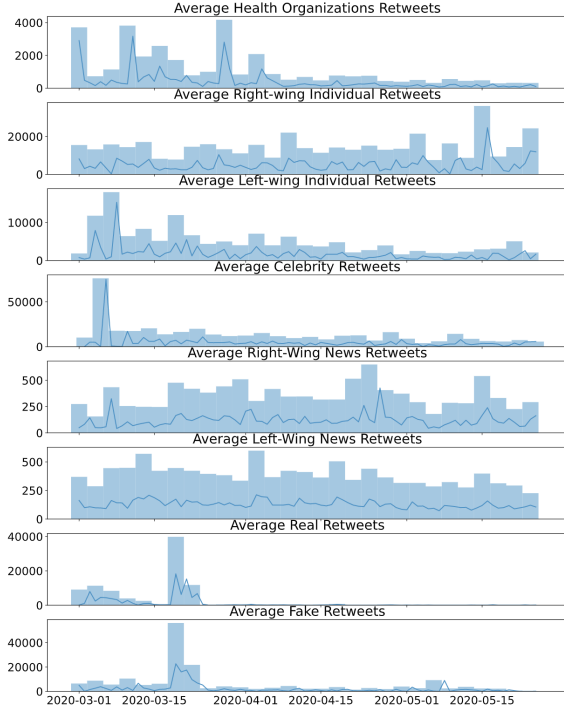 Average Health Organizations Retweets
4000
2000
0
Average Right-wing Individual Retweets
20000
0
Average Left-wing Individual Retweets
10000
0
Average Celebrity Retweets
50000
0
Average Right-Wing News Retweets
500
250
0
Average Left-Wing News Retweets
500
250
0
Average Real Retweets
40000
20000
0
Average Fake Retweets
40000
20000
0
2020-03-01 2020-03-15 2020-04-01 2020-04-15 2020-05-01 2020-05-15